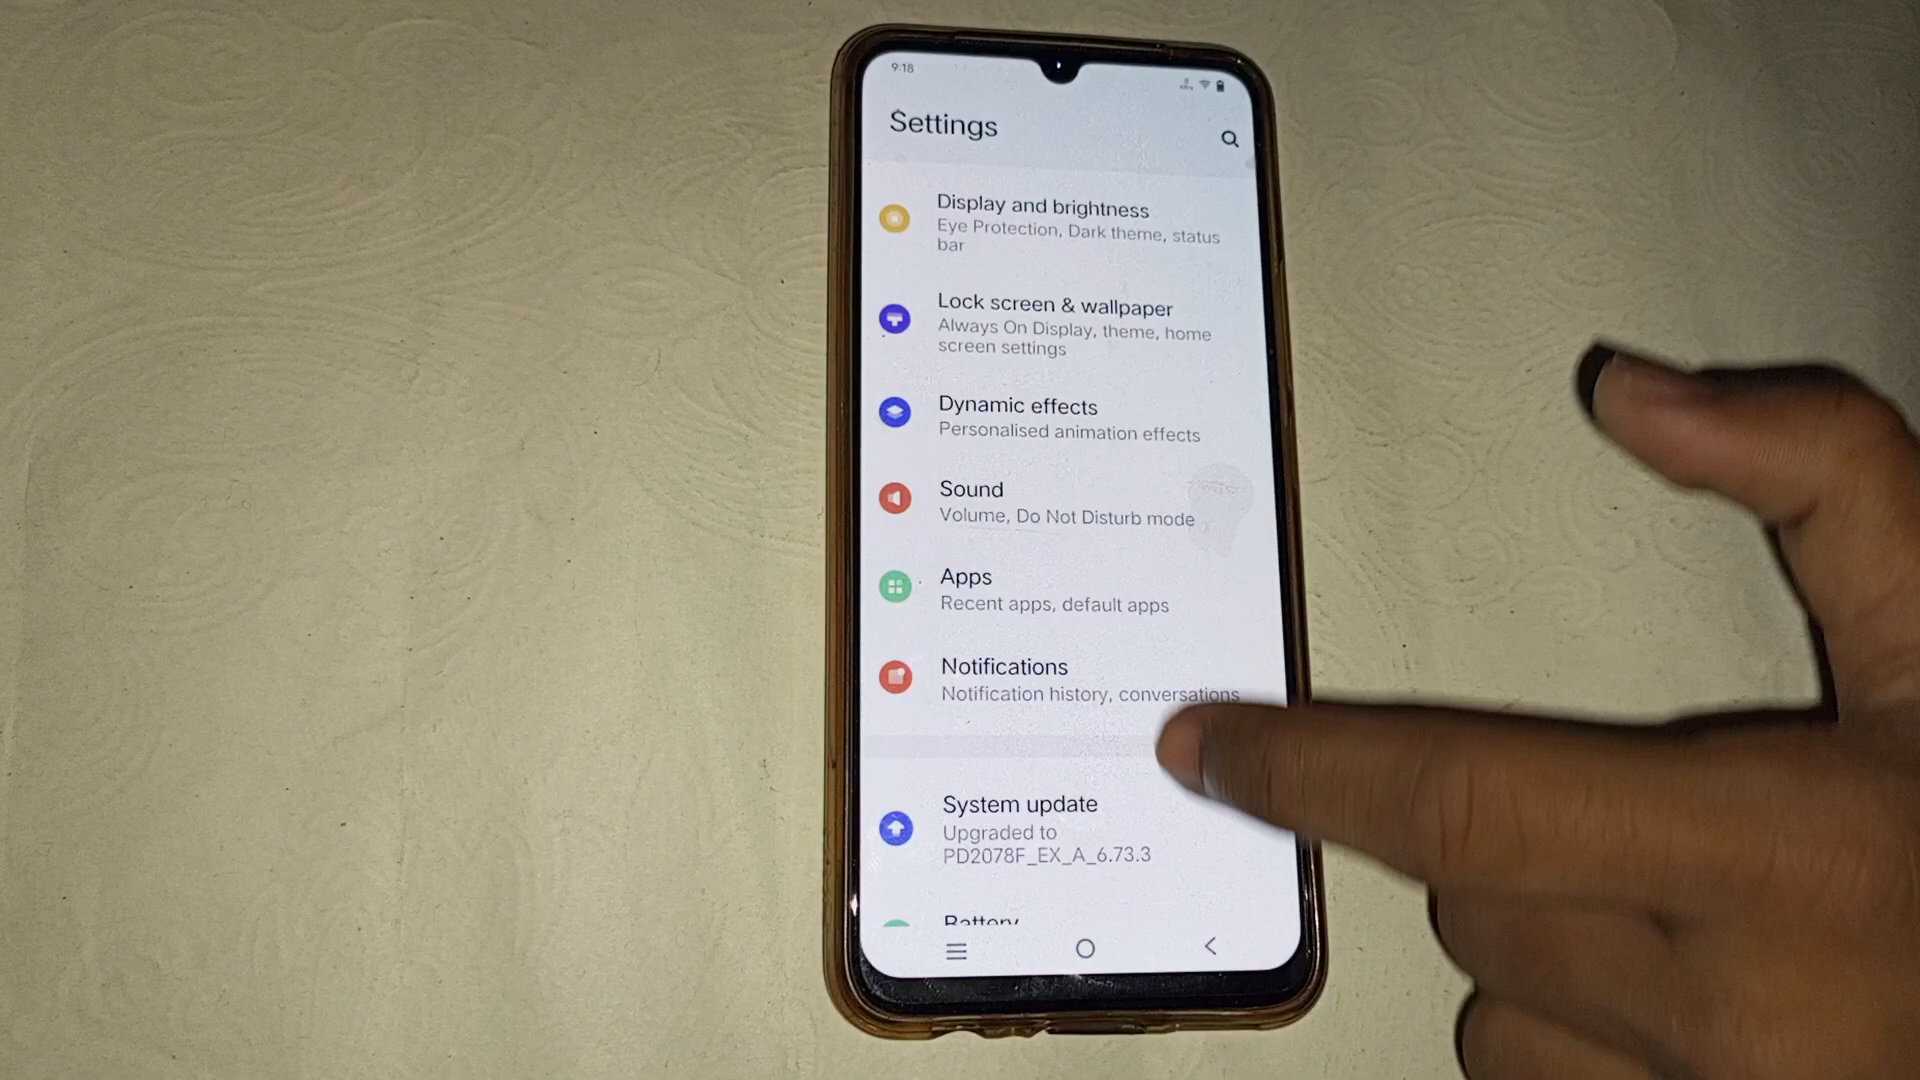 9:18
Settings
Display and brightness
Eye Protection, Dark theme, status
bar
Lock screen & wallpaper
Always On Display, theme, home
screen settings
Dynamic effects
Personalised animation effects
Sound
Volume, Do Not Disturb mode
Apps
Recent apps, default apps
Notifications
Notification history, conversations
System update
Upgraded to
PD2078F_EX_A_6.73.3
Battery